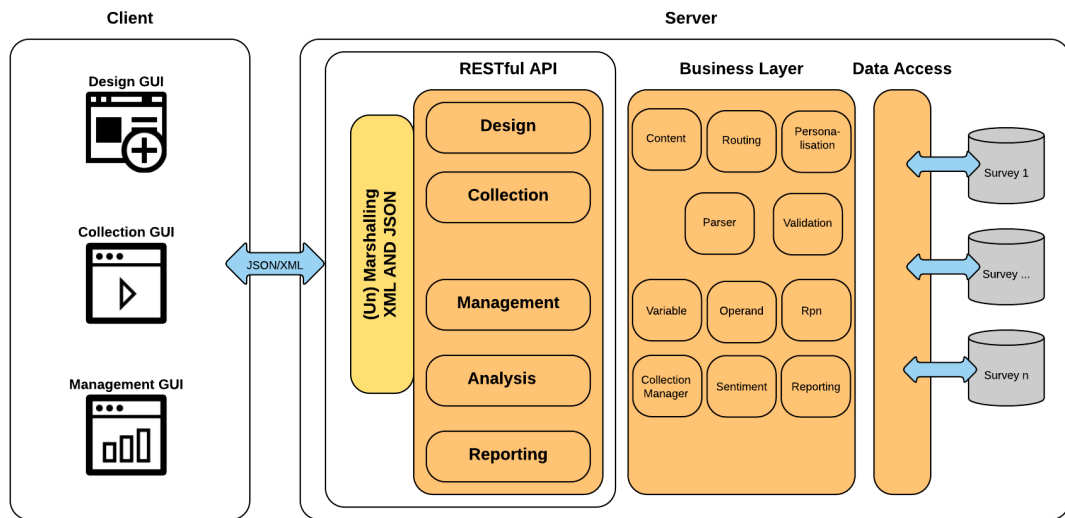 Client
Server
Design GUI
Collection GUI
Management GUI
JSON/XML
(Un) Marshalling
XML AND JSON
RESTful API
Design
Collection
Management
Analysis
Reporting
Business Layer
Content
Routing
Persona-
lisation
Parser
Validation
Variable
Operand
Rpn
Collection
Manager
Sentiment
Reporting
Data Access
Survey 1
Survey ...
Survey n